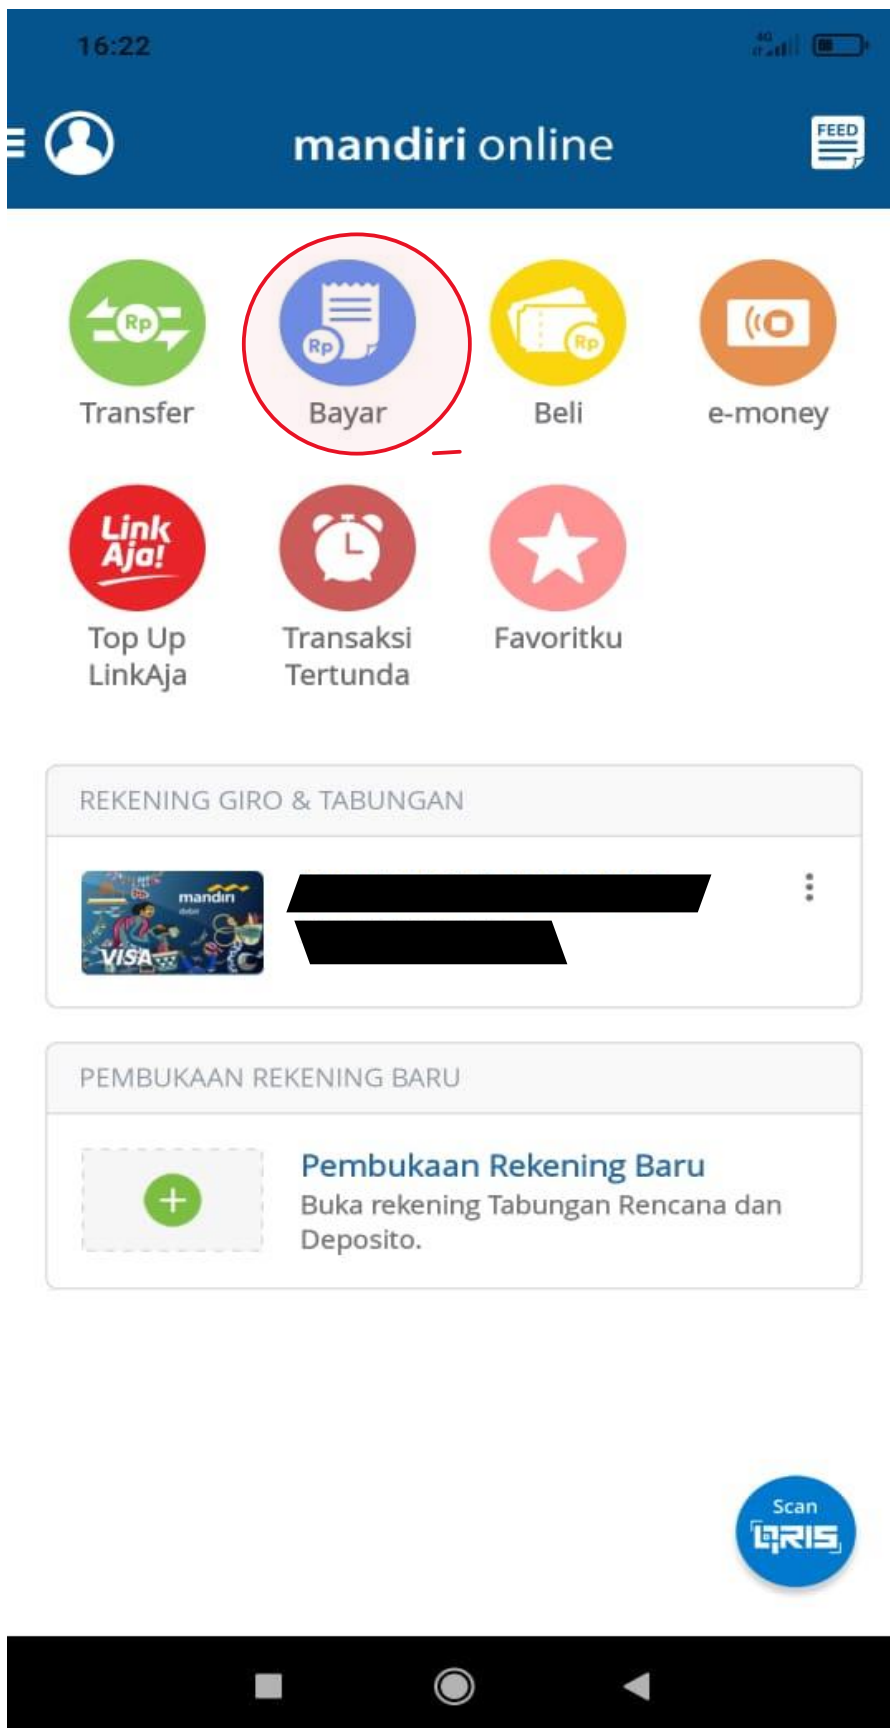 16:22
4G
mandiri online
FEED
Rp
Rp
Rp
Transfer
Bayar
Beli
e-money
Link
Aja!
Top Up
LinkAja
Transaksi
Tertunda
Favoritku
REKENING GIRO & TABUNGAN
mandiri
debit
VISA
PEMBUKAAN REKENING BARU
Pembukaan Rekening Baru
Buka rekening Tabungan Rencana dan
Deposito.
Scan
QRIS